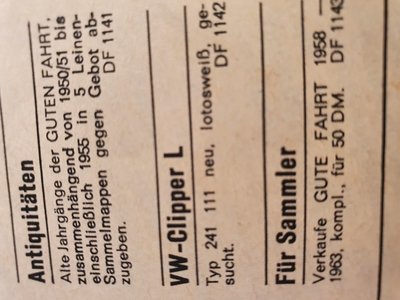 Antiquitäten
Alte Jahrgänge der GUTEN FAHRT,
zusammenhängend von 1950/51 bis
einschließlich 1955 in 5 Leinen-
Sammelmappen gegen Gebot ab-
zugeben. DF 1141
VW-Clipper L
Typ 241 111 neu, lotosweiß, ge-
sucht. DF 1142
Für Sammler
Verkaufe GUTE FAHRT 1958 —
1963, kompl., für 50 DM. DF 1143